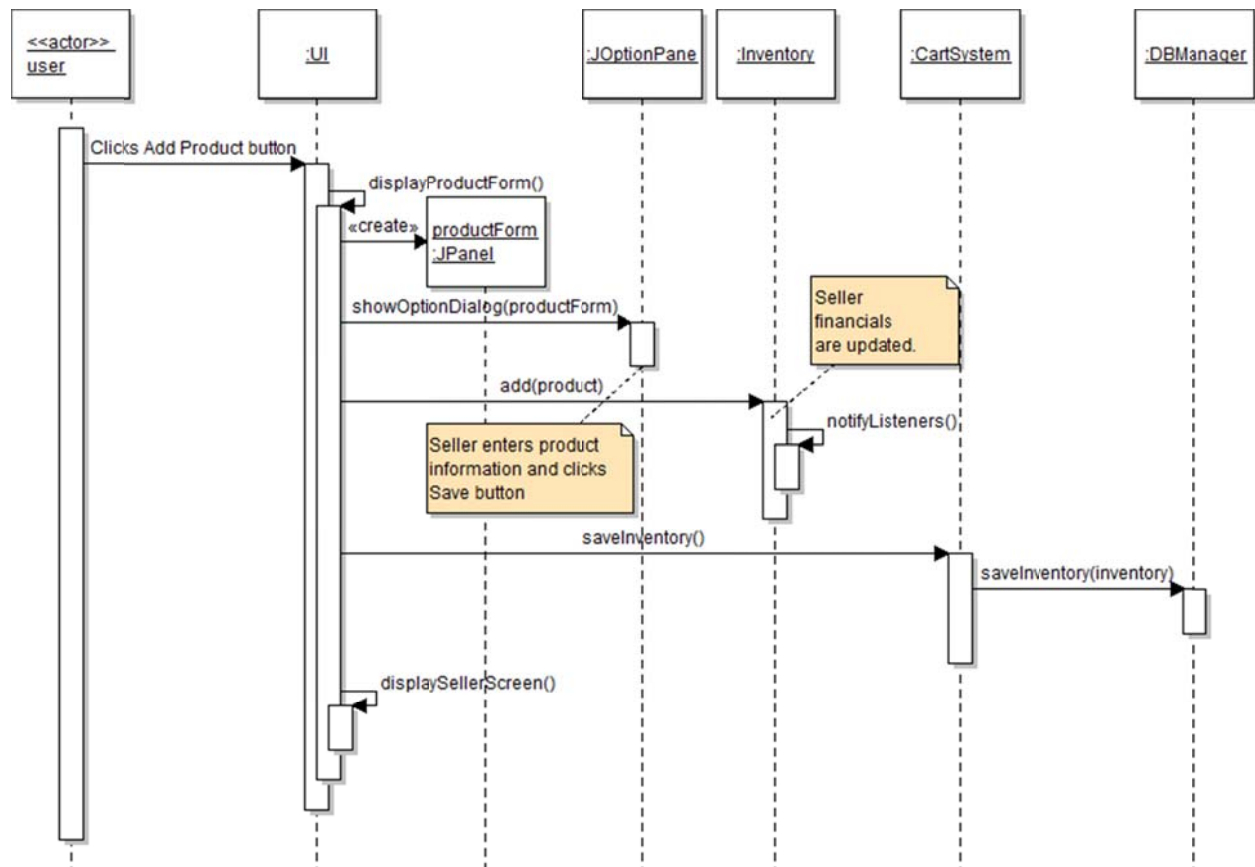 <<actor>>
user
:UI
:JOptionPane
:Inventory
:CartSystem
:DBManager
Clicks Add Product button
displayProductForm()
«create»
productForm
:JPanel
showOptionDialog(productForm)
Seller
financials
are updated.
add(product)
notifyListeners()
Seller enters product
information and clicks
Save button
saveInventory()
saveInventory(inventory)
displaySellerScreen()